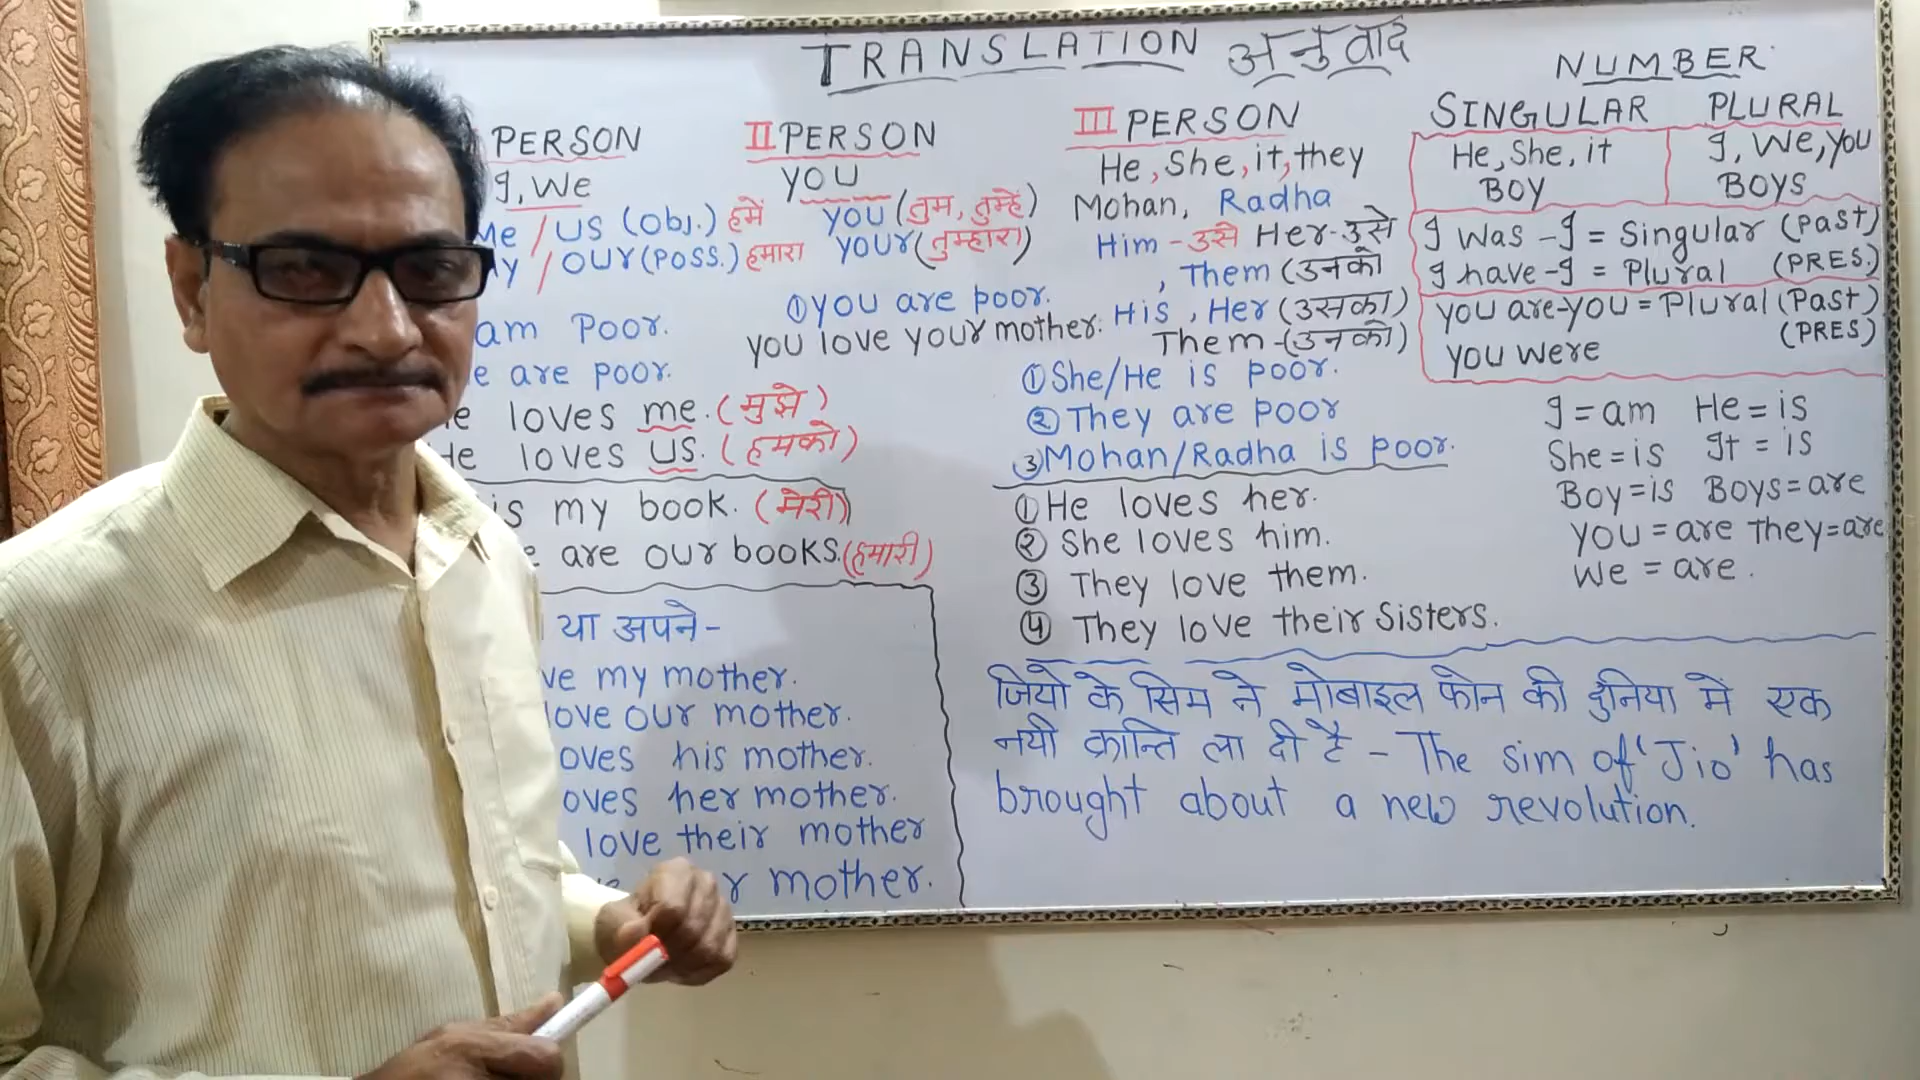 TRANSLATION अनुवाद
PERSON
I, We
Me / US (Obj.) हमें
/ OUR (POSS.) हमारा
am Poor.
are poor.
loves me. (मुझे)
loves us. (हमको)
is my book. (मेरी)
are our books. (हमारी)
या अपने -
my mother.
love our mother.
his mother.
her mother.
love their mother
mother.
II PERSON
YOU
YOU (तुम, तुम्हें)
YOUR (तुम्हारा)
① YOU are poor.
YOU love your mother.
III PERSON
He, She, it, they
Mohan, Radha
Him - उसे Her - उसे
, Them (उनको
His, Her (उसका)
Them - (उनको)
① She/He is poor.
② They are poor
③ Mohan/Radha is poor.
① He loves her.
② She loves him.
③ They love them.
④ They love their Sisters.
NUMBER
SINGULAR PLURAL
He, She, it I, We, you
BOY BOYS
I Was - I = Singular (Past)
I have - I = Plural (PRES.)
you are - you = Plural (Past)
(PRES)
you Were
I = am He = is
She = is It = is
Boy = is Boys = are
You = are They = are
We = are.
जियो के सिम ने मोबाइल फोन की दुनिया में एक
नयी क्रान्ति ला दी है - The sim of 'Jio' has
brought about a new revolution.